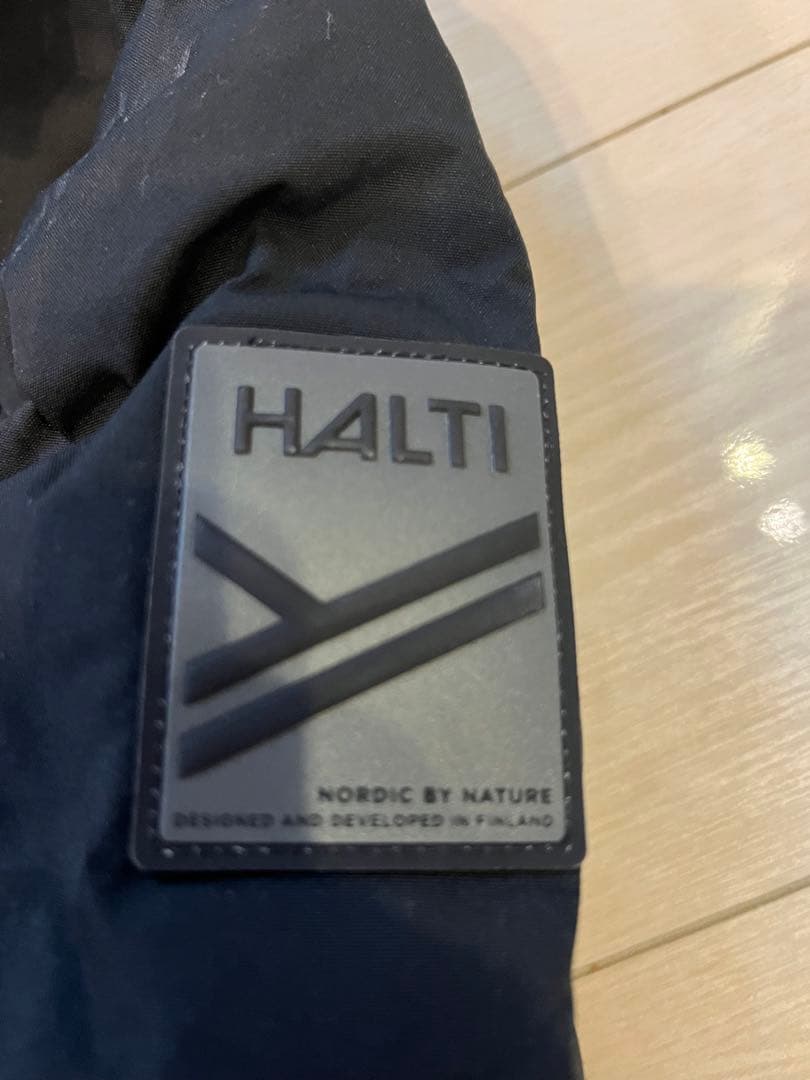 HALTI
NORDIC BY NATURE
DESIGNED AND DEVELOPED IN FINLAND